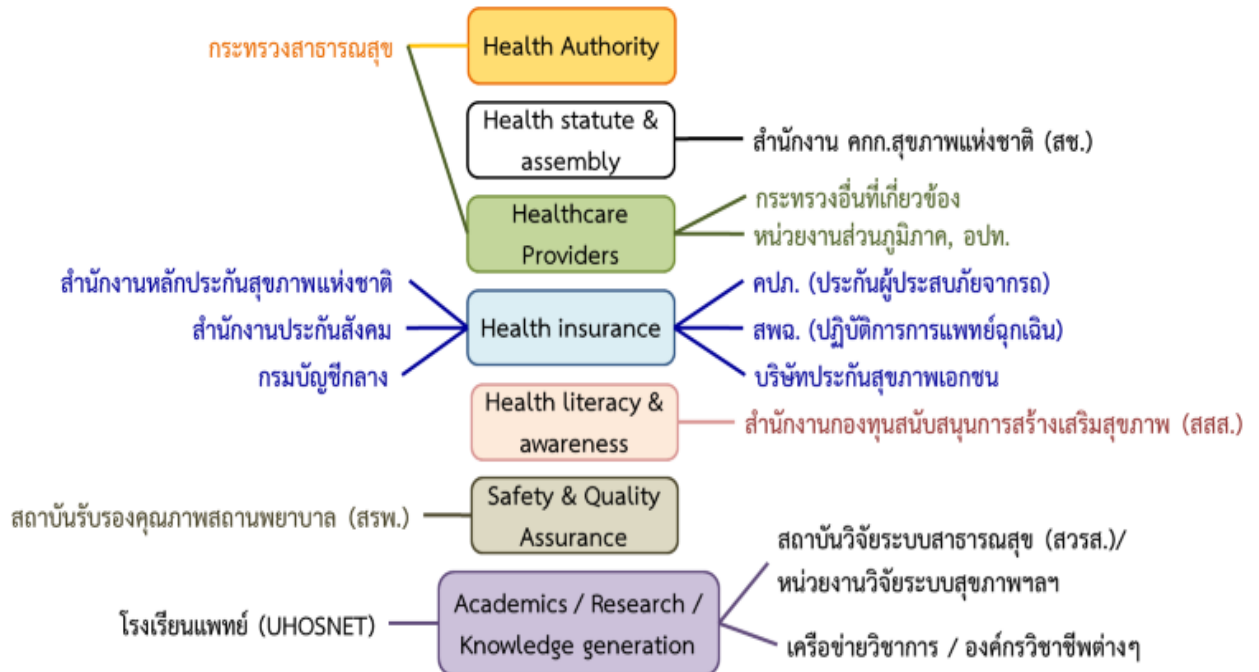 กระทรวงสาธารณสุข
Health Authority
Health statute &
assembly
สำนักงาน คกก.สุขภาพแห่งชาติ (สช.)
Healthcare
Providers
กระทรวงอื่นที่เกี่ยวข้อง
หน่วยงานส่วนภูมิภาค, อปท.
สำนักงานหลักประกันสุขภาพแห่งชาติ
สำนักงานประกันสังคม
กรมบัญชีกลาง
Health insurance
คปภ. (ประกันผู้ประสบภัยจากรถ)
สพฉ. (ปฏิบัติการการแพทย์ฉุกเฉิน)
บริษัทประกันสุขภาพเอกชน
Health literacy &
awareness
สำนักงานกองทุนสนับสนุนการสร้างเสริมสุขภาพ (สสส.)
สถาบันรับรองคุณภาพสถานพยาบาล (สรพ.)
Safety & Quality
Assurance
โรงเรียนแพทย์ (UHOSNET)
Academics / Research /
Knowledge generation
สถาบันวิจัยระบบสาธารณสุข (สวรส.)/
หน่วยงานวิจัยระบบสุขภาพฯลฯ
เครือข่ายวิชาการ / องค์กรวิชาชีพต่างๆ